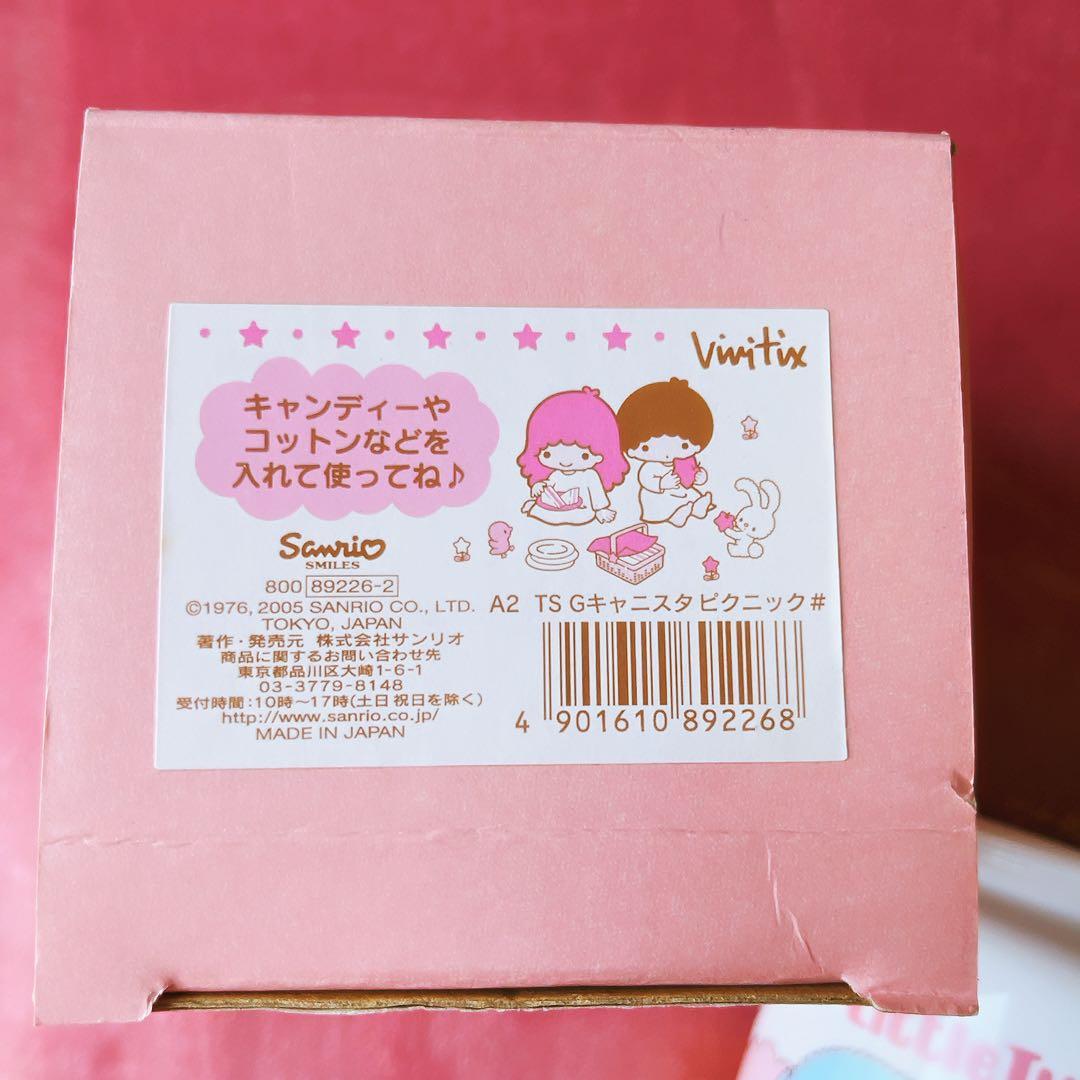 Vivitix
キャンディーや
コットンなどを
入れて使ってね♪
Sanrio
SMILES
800 89226-2
©1976, 2005 SANRIO CO., LTD.
TOKYO, JAPAN
著作・発売元 株式会社サンリオ
商品に関するお問い合わせ先
東京都品川区大崎1-6-1
03-3779-8148
受付時間:10時〜17時(土日祝日を除く)
http://www.sanrio.co.jp/
MADE IN JAPAN
A2 TS Gキャニスタ ピクニック#
4 901610 892268
little